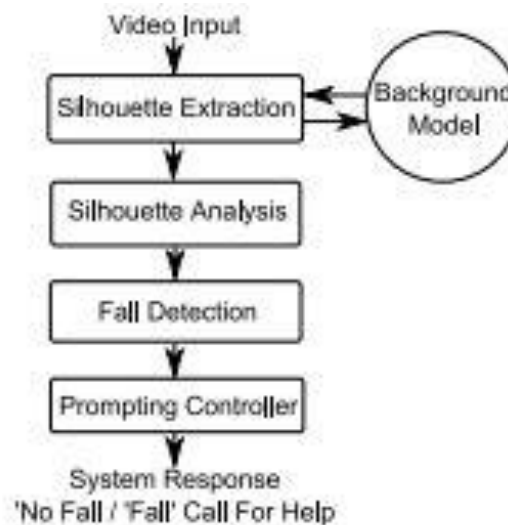 Video Input
Silhouette Extraction
Background
Model
Silhouette Analysis
Fall Detection
Prompting Controller
System Response
'No Fall / 'Fall' Call For Help